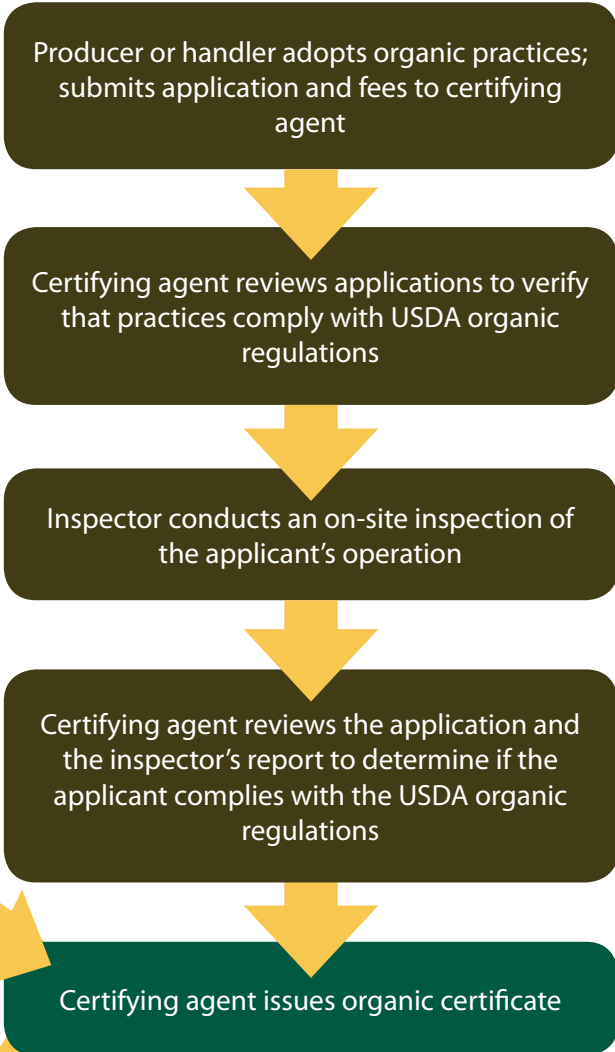 Producer or handler adopts organic practices;
submits application and fees to certifying
agent
Certifying agent reviews applications to verify
that practices comply with USDA organic
regulations
Inspector conducts an on-site inspection of
the applicant’s operation
Certifying agent reviews the application and
the inspector’s report to determine if the
applicant complies with the USDA organic
regulations
Certifying agent issues organic certificate